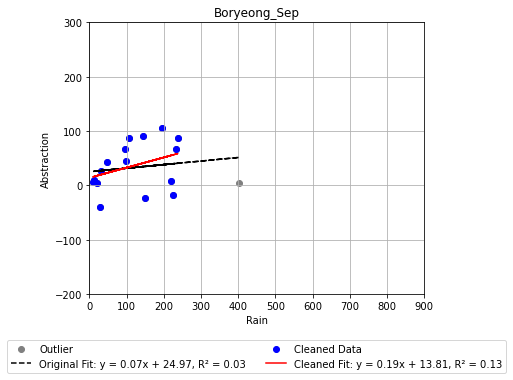 Boryeong_Sep
300
200
100
0
−100
−200
Abstraction
0 100 200 300 400 500 600 700 800 900
Rain
Outlier
Original Fit: y = 0.07x + 24.97, R² = 0.03
Cleaned Data
Cleaned Fit: y = 0.19x + 13.81, R² = 0.13